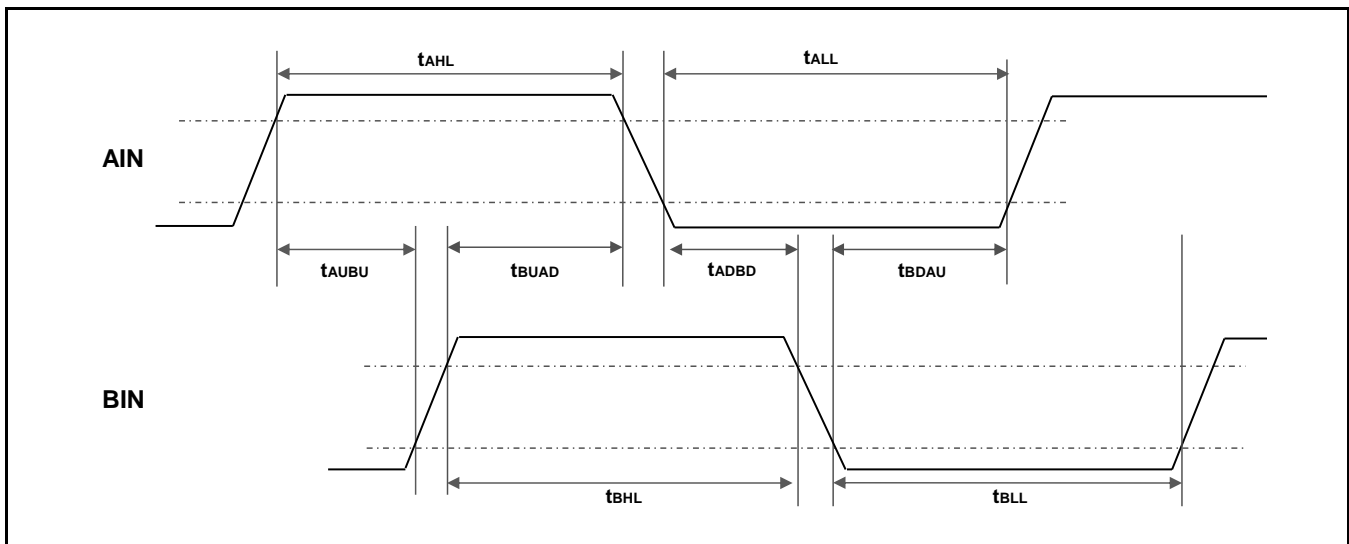 tAHL
tALL
AIN
tAUBU
tBUAD
tADBD
tBDAU
BIN
tBHL
tBLL